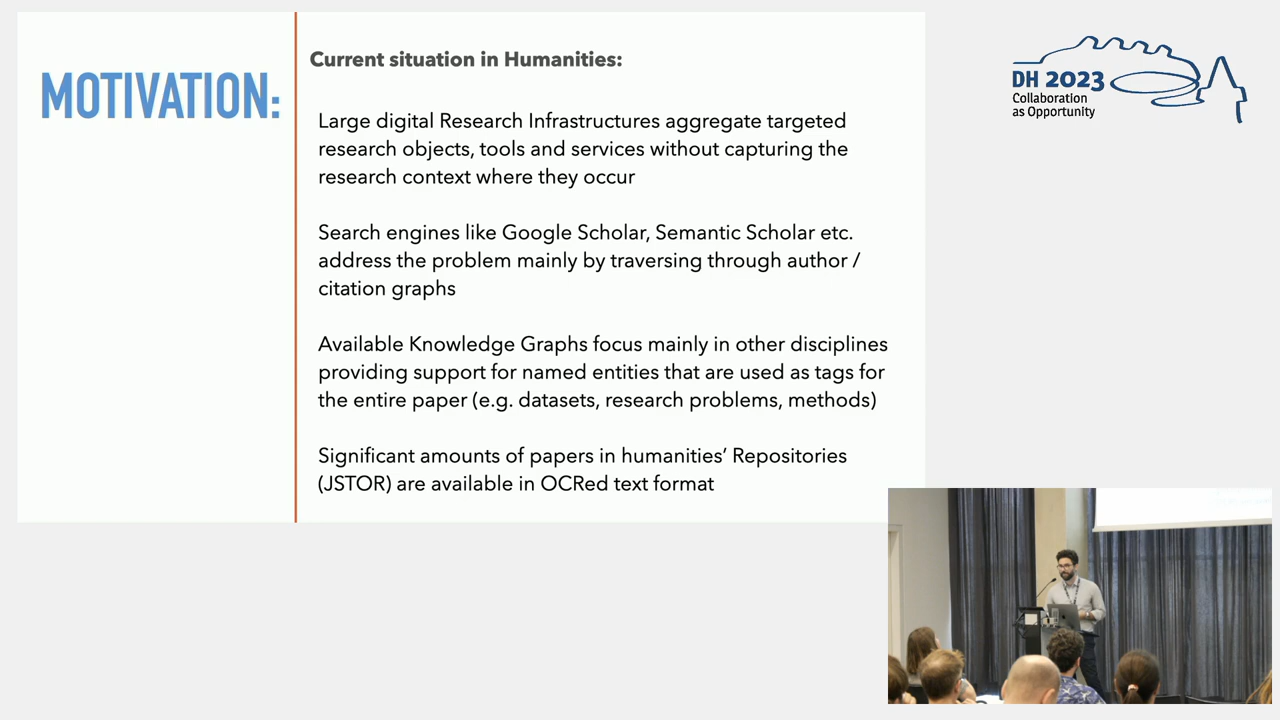 MOTIVATION:
Current situation in Humanities:
Large digital Research Infrastructures aggregate targeted
research objects, tools and services without capturing the
research context where they occur
Search engines like Google Scholar, Semantic Scholar etc.
address the problem mainly by traversing through author /
citation graphs
Available Knowledge Graphs focus mainly in other disciplines
providing support for named entities that are used as tags for
the entire paper (e.g. datasets, research problems, methods)
Significant amounts of papers in humanities’ Repositories
(JSTOR) are available in OCRed text format
DH 2023
Collaboration
as Opportunity